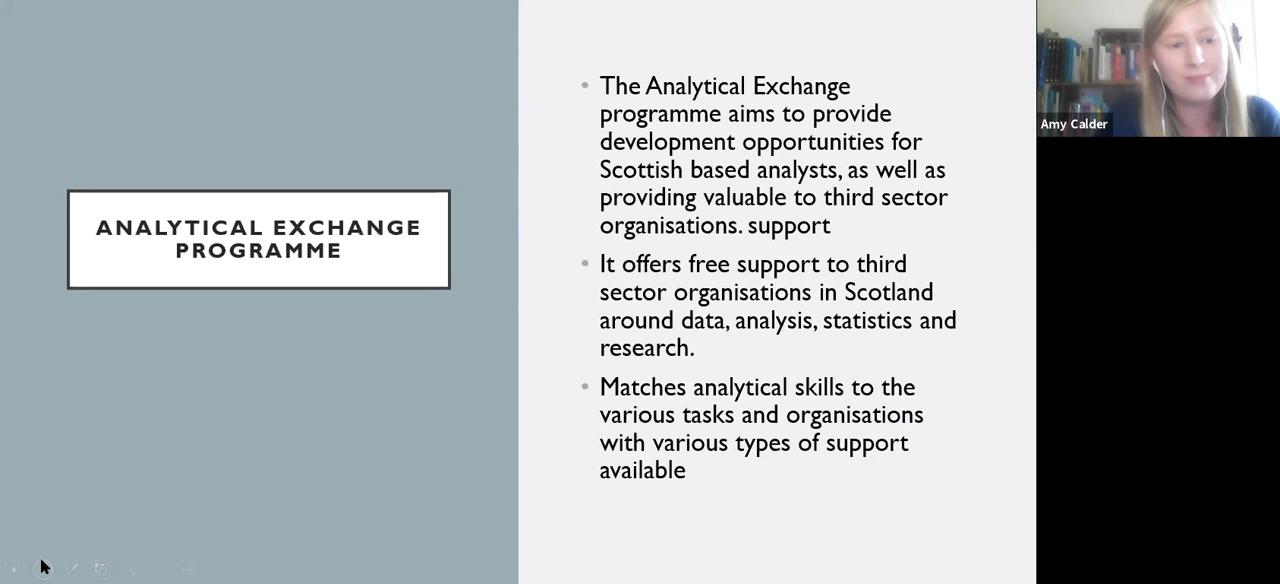 ANALYTICAL EXCHANGE
PROGRAMME
The Analytical Exchange
programme aims to provide
development opportunities for
Scottish based analysts, as well as
providing valuable to third sector
organisations. support
It offers free support to third
sector organisations in Scotland
around data, analysis, statistics and
research.
Matches analytical skills to the
various tasks and organisations
with various types of support
available
Amy Calder